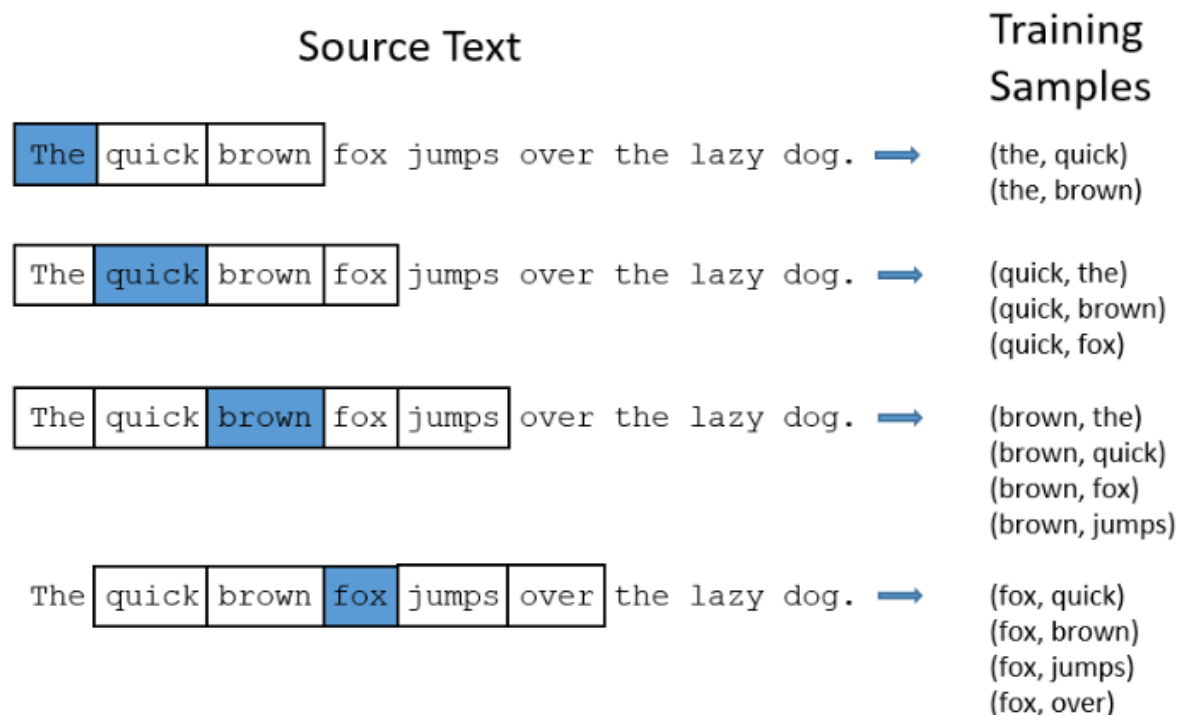 Source Text
Training
Samples
The quick brown fox jumps over the lazy dog.
(the, quick)
(the, brown)
The quick brown fox jumps over the lazy dog.
(quick, the)
(quick, brown)
(quick, fox)
The quick brown fox jumps over the lazy dog.
(brown, the)
(brown, quick)
(brown, fox)
(brown, jumps)
The quick brown fox jumps over the lazy dog.
(fox, quick)
(fox, brown)
(fox, jumps)
(fox, over)